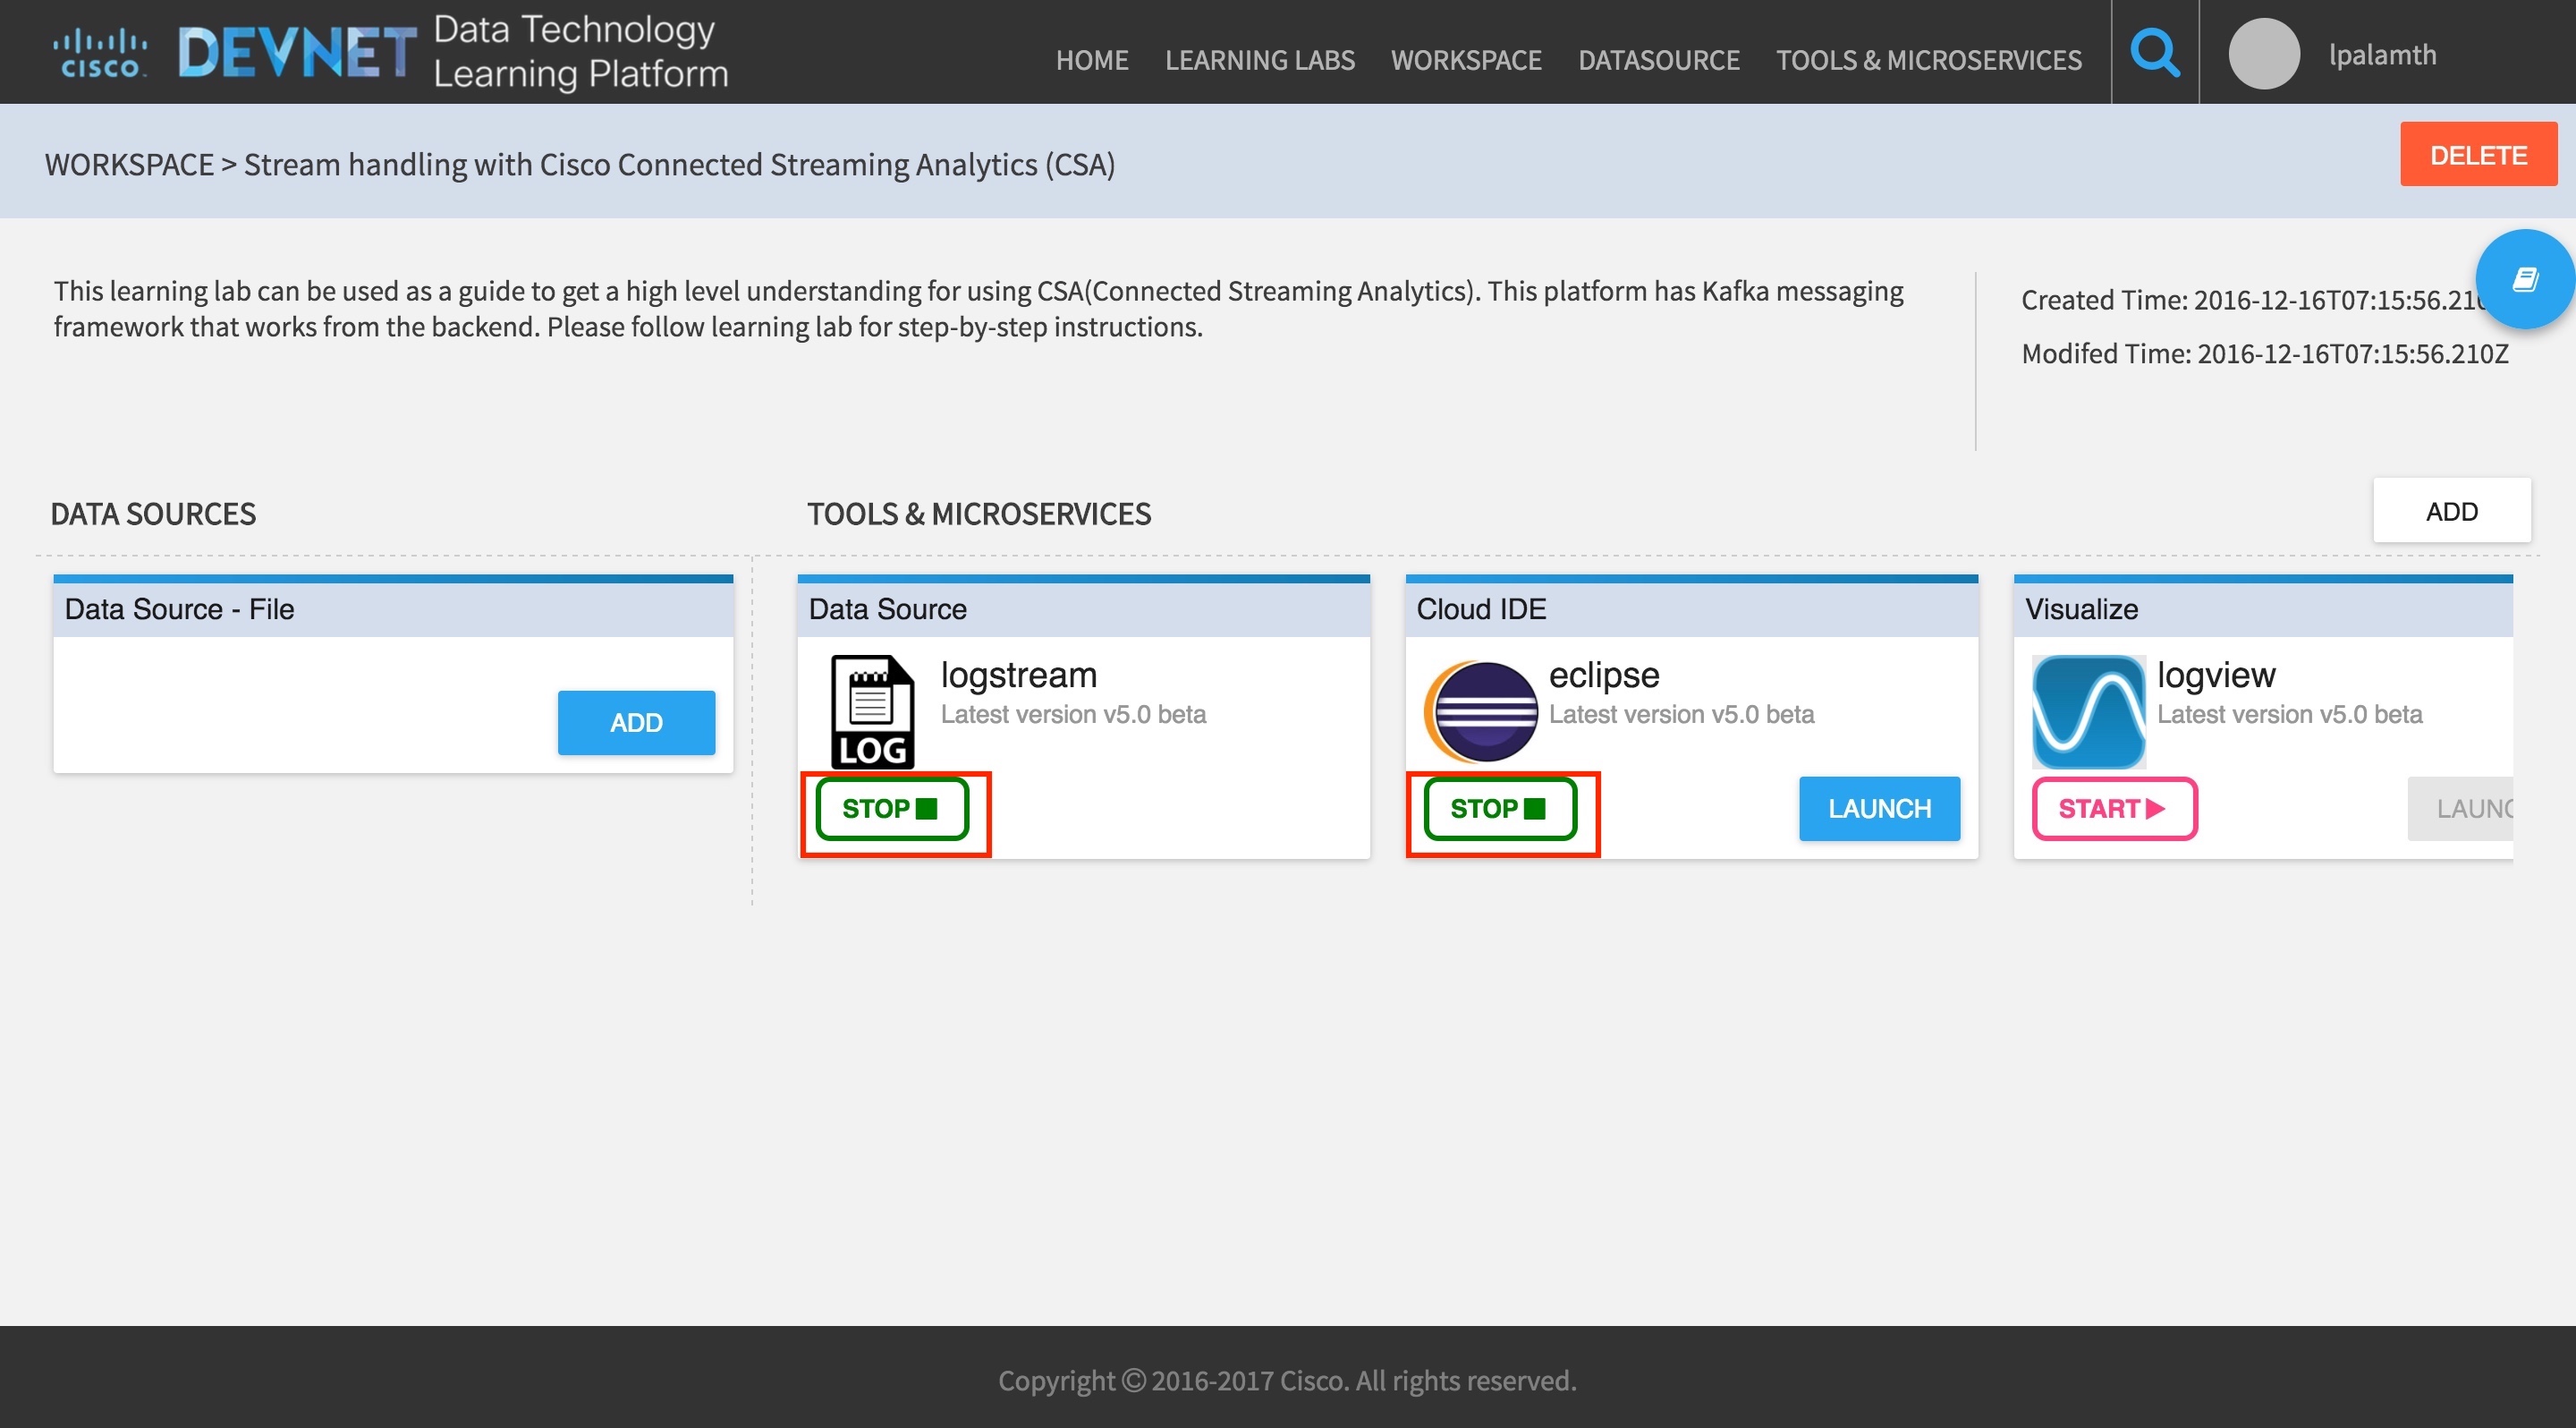 CISCO DEVNET Data Technology
Learning Platform
HOME LEARNING LABS WORKSPACE DATASOURCE TOOLS & MICROSERVICES lpalamth
WORKSPACE > Stream handling with Cisco Connected Streaming Analytics (CSA)
DELETE
This learning lab can be used as a guide to get a high level understanding for using CSA(Connected Streaming Analytics). This platform has Kafka messaging
framework that works from the backend. Please follow learning lab for step-by-step instructions.
Created Time: 2016-12-16T07:15:56.210
Modifed Time: 2016-12-16T07:15:56.210Z
DATA SOURCES
TOOLS & MICROSERVICES
ADD
Data Source - File
ADD
Data Source
LOG
logstream
Latest version v5.0 beta
STOP
Cloud IDE
eclipse
Latest version v5.0 beta
STOP
LAUNCH
Visualize
logview
Latest version v5.0 beta
START
LAUNC
Copyright © 2016-2017 Cisco. All rights reserved.